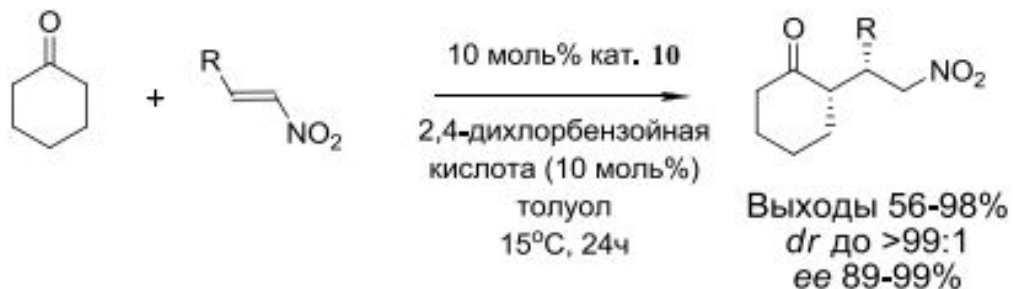 O
R
+
NO2
10 моль% кат. 10
2,4-дихлорбензойная
кислота (10 моль%)
толуол
15°C, 24ч
O
R
NO2
Выходы 56-98%
dr до >99:1
ee 89-99%